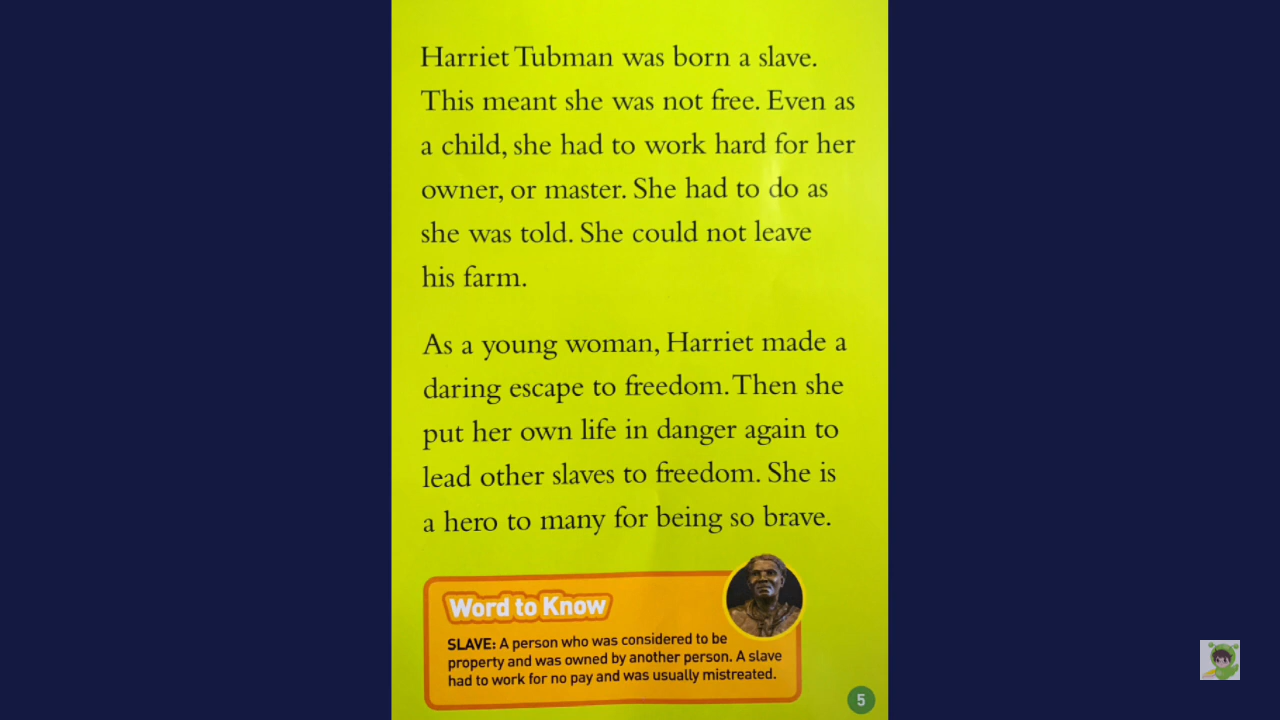 Harriet Tubman was born a slave.
This meant she was not free. Even as
a child, she had to work hard for her
owner, or master. She had to do as
she was told. She could not leave
his farm.
As a young woman, Harriet made a
daring escape to freedom. Then she
put her own life in danger again to
lead other slaves to freedom. She is
a hero to many for being so brave.
Word to Know
SLAVE: A person who was considered to be
property and was owned by another person. A slave
had to work for no pay and was usually mistreated.
5